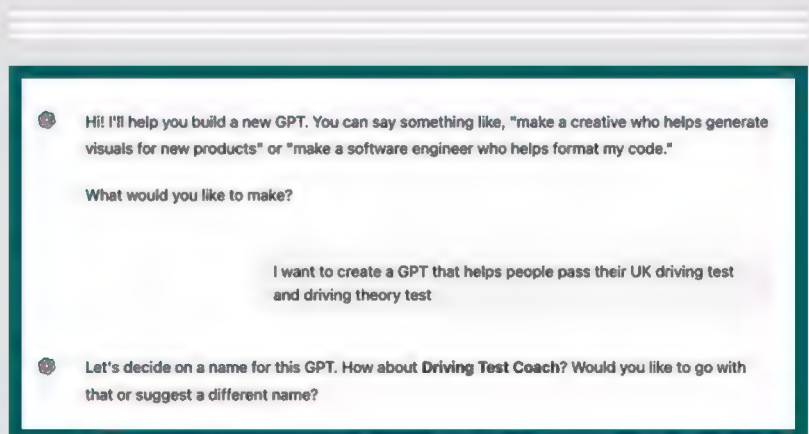 Hi! I'll help you build a new GPT. You can say something like, "make a creative who helps generate
visuals for new products" or "make a software engineer who helps format my code."
What would you like to make?
I want to create a GPT that helps people pass their UK driving test
and driving theory test
Let's decide on a name for this GPT. How about Driving Test Coach? Would you like to go with
that or suggest a different name?